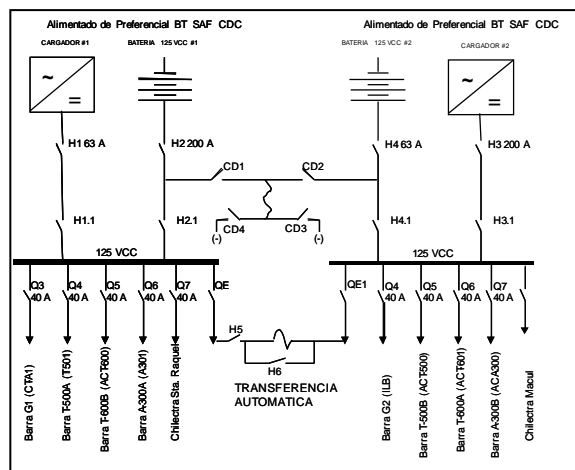 Alimentado de Preferencial BT SAF CDC
Alimentado de Preferencial BT SAF CDC
CARGADOR #1
BATERIA 125 VCC #1
BATERIA 125 VCC #2
CARGADOR #2
~
=
~
=
H1 63 A
H2 200 A
H4 63 A
H3 200 A
CD1
CD2
H1.1
H2.1
CD4
(-)
CD3
(-)
H4.1
H3.1
125 VCC
125 VCC
Q3
40 A
Q4
40 A
Q5
40 A
Q6
40 A
Q7
40 A
QE
QE1
Q4
40 A
Q5
40 A
Q6
40 A
Q7
40 A
H5
H6
TRANSFERENCIA
AUTOMATICA
Barra G1 (CTA1)
Barra T-500A (T501)
Barra T-600B (ACT600)
Barra A-300A (A301)
Chilectra Sta. Raquel
Barra G2 (ILB)
Barra T-500B (ACT500)
Barra T-600A (ACT601)
Barra A-300B (ACA300)
Chilectra Macul